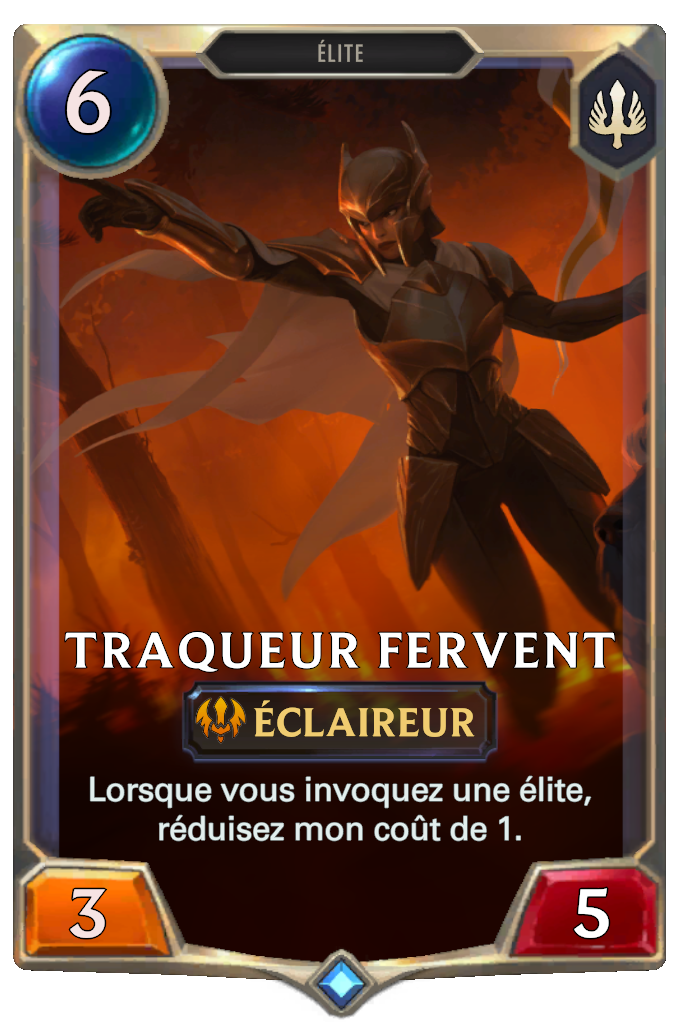 ÉLITE
6
TRAQUEUR FERVENT
ÉCLAIREUR
Lorsque vous invoquez une élite,
réduisez mon coût de 1.
3
5